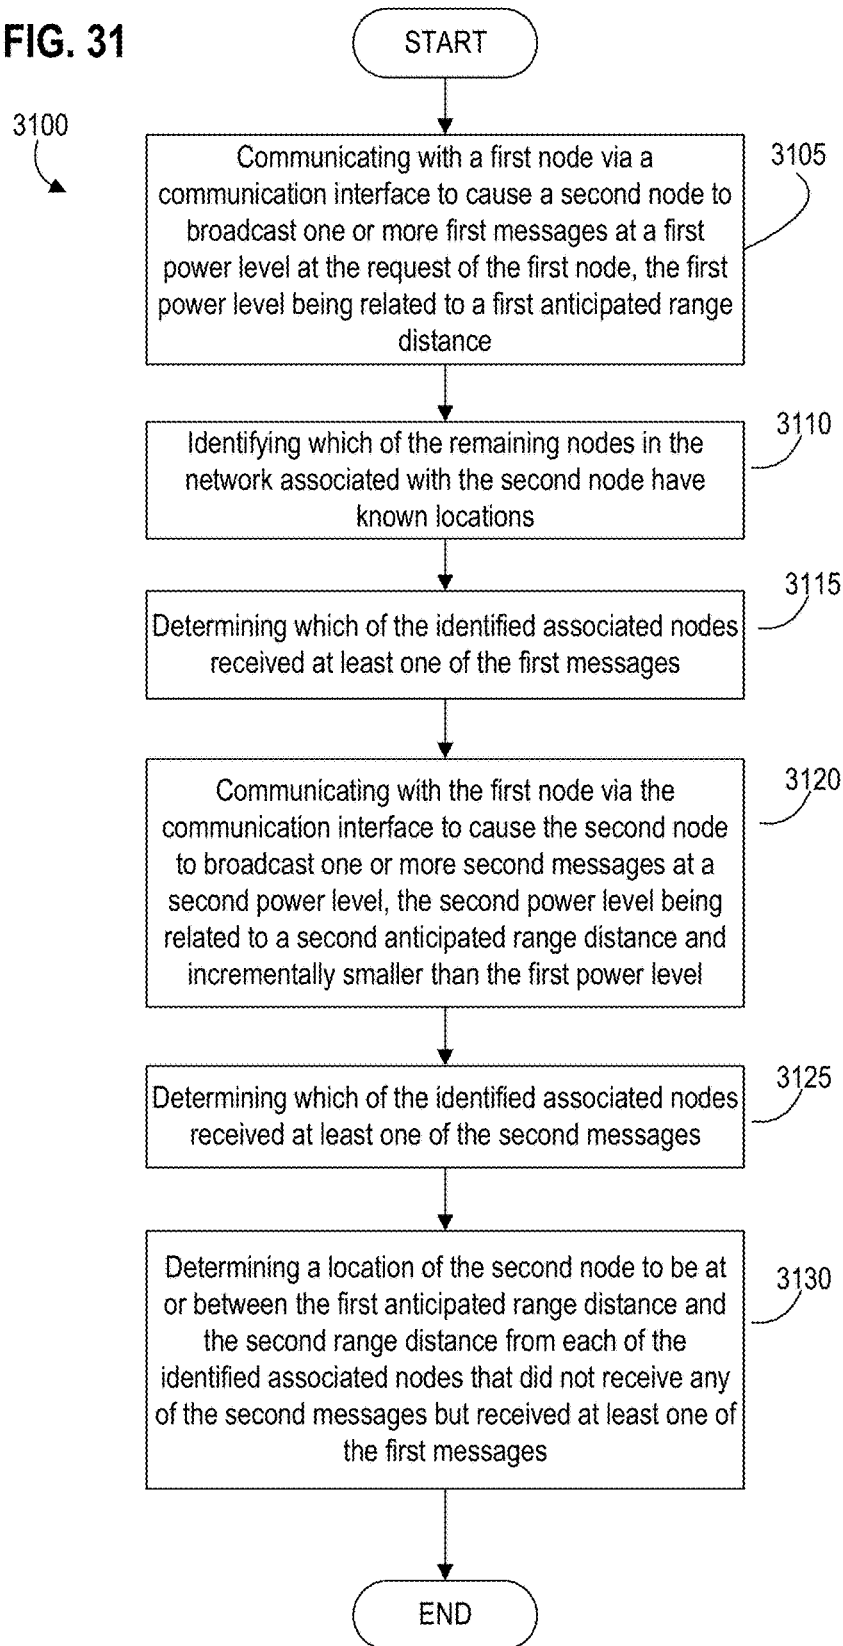 FIG. 31
START
3100
3105
Communicating with a first node via a
communication interface to cause a second node to
broadcast one or more first messages at a first
power level at the request of the first node, the first
power level being related to a first anticipated range
distance
3110
Identifying which of the remaining nodes in the
network associated with the second node have
known locations
3115
Determining which of the identified associated nodes
received at least one of the first messages
3120
Communicating with the first node via the
communication interface to cause the second node
to broadcast one or more second messages at a
second power level, the second power level being
related to a second anticipated range distance and
incrementally smaller than the first power level
3125
Determining which of the identified associated nodes
received at least one of the second messages
3130
Determining a location of the second node to be at
or between the first anticipated range distance and
the second range distance from each of the
identified associated nodes that did not receive any
of the second messages but received at least one of
the first messages
END